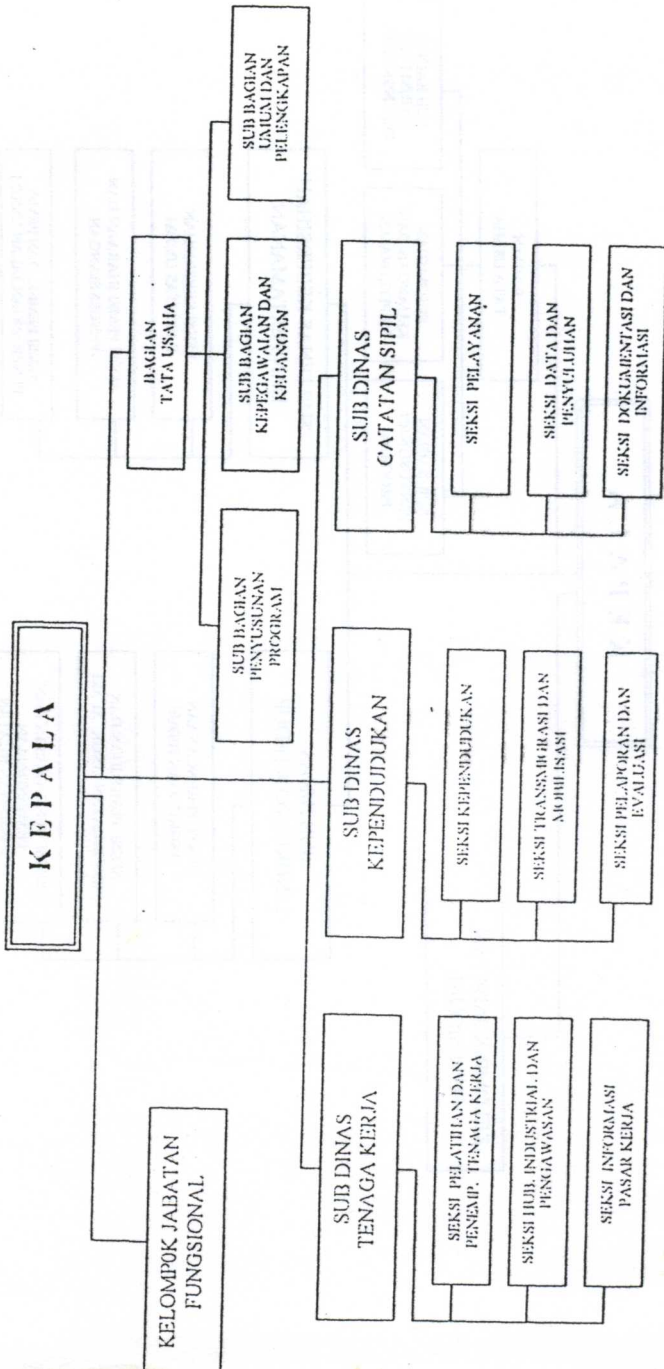 K E P A L A
KELOMPOK JABATAN
FUNGSIONAL
BAGIAN
TATA USAHA
SUB BAGIAN
PENYUSUNAN
PROGRAM
SUB BAGIAN
KEPEGAWAIAN DAN
KEUANGAN
SUB BAGIAN
UMUM DAN
PELENGKAPAN
SUB DINAS
TENAGA KERJA
SEKSI PELATIHAN DAN
PENEMP. TENAGA KERJA
SEKSI HUB. INDUSTRIAL DAN
PENGAWASAN
SEKSI INFORMASI
PASAR KERJA
SUB DINAS
KEPENDUDUKAN
SEKSI KEPENDUDUKAN
SEKSI TRANSMIGRASI DAN
MOBILISASI
SEKSI PELAPORAN DAN
EVALUASI
SUB DINAS
CATATAN SIPIL
SEKSI PELAYANAN
SEKSI DATA DAN
PENYULUHAN
SEKSI DOKUMENTASI DAN
INFORMASI